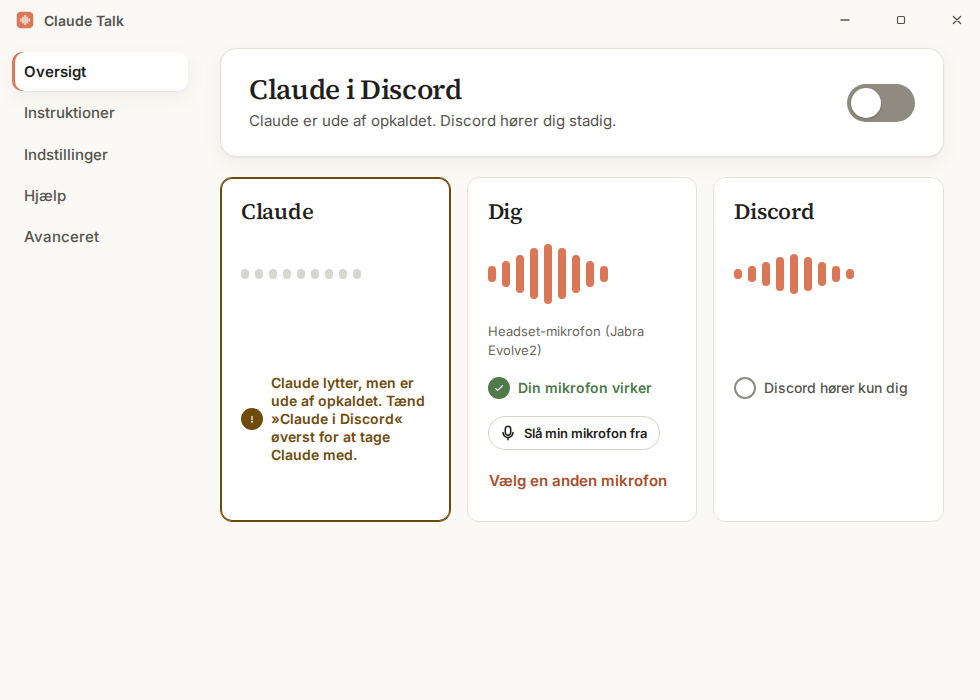 Claude Talk
Oversigt
Instruktioner
Indstillinger
Hjælp
Avanceret
Claude i Discord
Claude er ude af opkaldet. Discord hører dig stadig.
Claude
Claude lytter, men er
ude af opkaldet. Tænd
»Claude i Discord«
øverst for at tage
Claude med.
Dig
Headset-mikrofon (Jabra
Evolve2)
Din mikrofon virker
Slå min mikrofon fra
Vælg en anden mikrofon
Discord
Discord hører kun dig